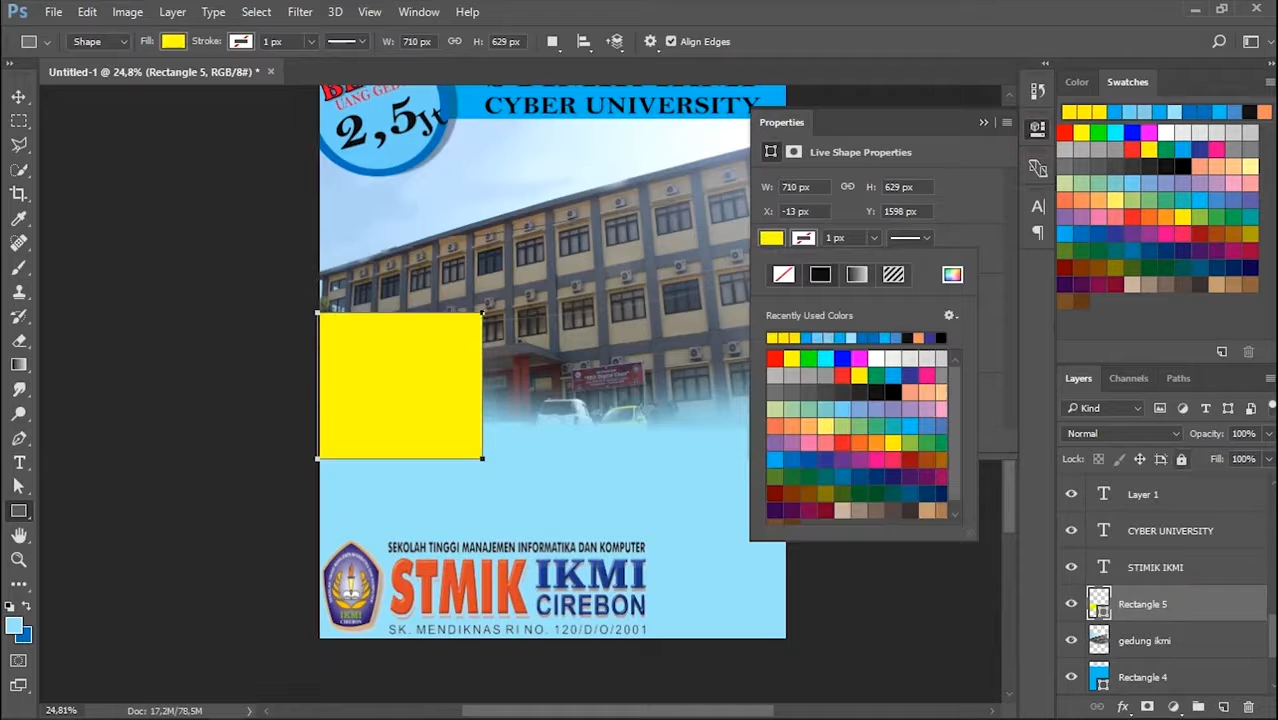 Ps File Edit Image Layer Type Select Filter 3D View Window Help
Shape Fill: Stroke: 1 px W: 710 px H: 629 px Align Edges
Untitled-1 @ 24,8% (Rectangle 5, RGB/8#) *
UANG
2,5jt
CYBER UNIVERSITY
Properties
Live Shape Properties
W: 710 px H: 629 px
X: -13 px Y: 1598 px
1 px
Recently Used Colors
Color Swatches
Layers Channels Paths
Kind
Normal Opacity: 100%
Lock: Fill: 100%
T Layer 1
T CYBER UNIVERSITY
T STIMIK IKMI
Rectangle 5
gedung ikmi
Rectangle 4
SEKOLAH TINGGI MANAJEMEN INFORMATIKA DAN KOMPUTER
STMIK IKMI
CIREBON
IKMI
SK. MENDIKNAS RI NO. 120/D/O/2001
24,81% Doc: 17,2M/78,5M
fx